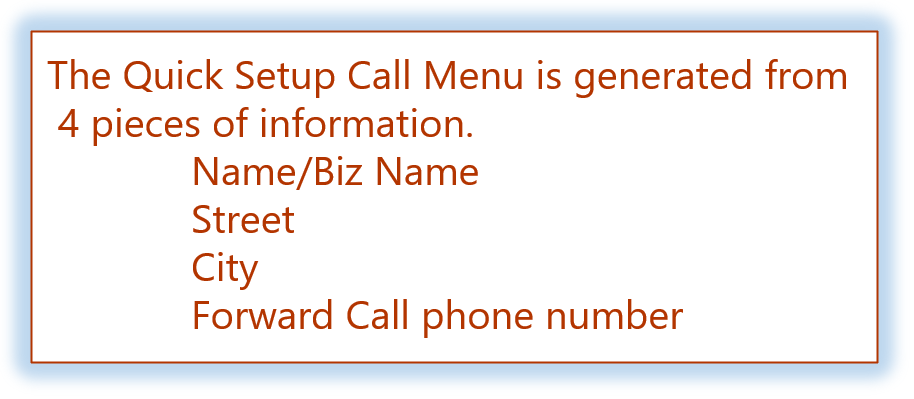 The Quick Setup Call Menu is generated from
4 pieces of information.
Name/Biz Name
Street
City
Forward Call phone number